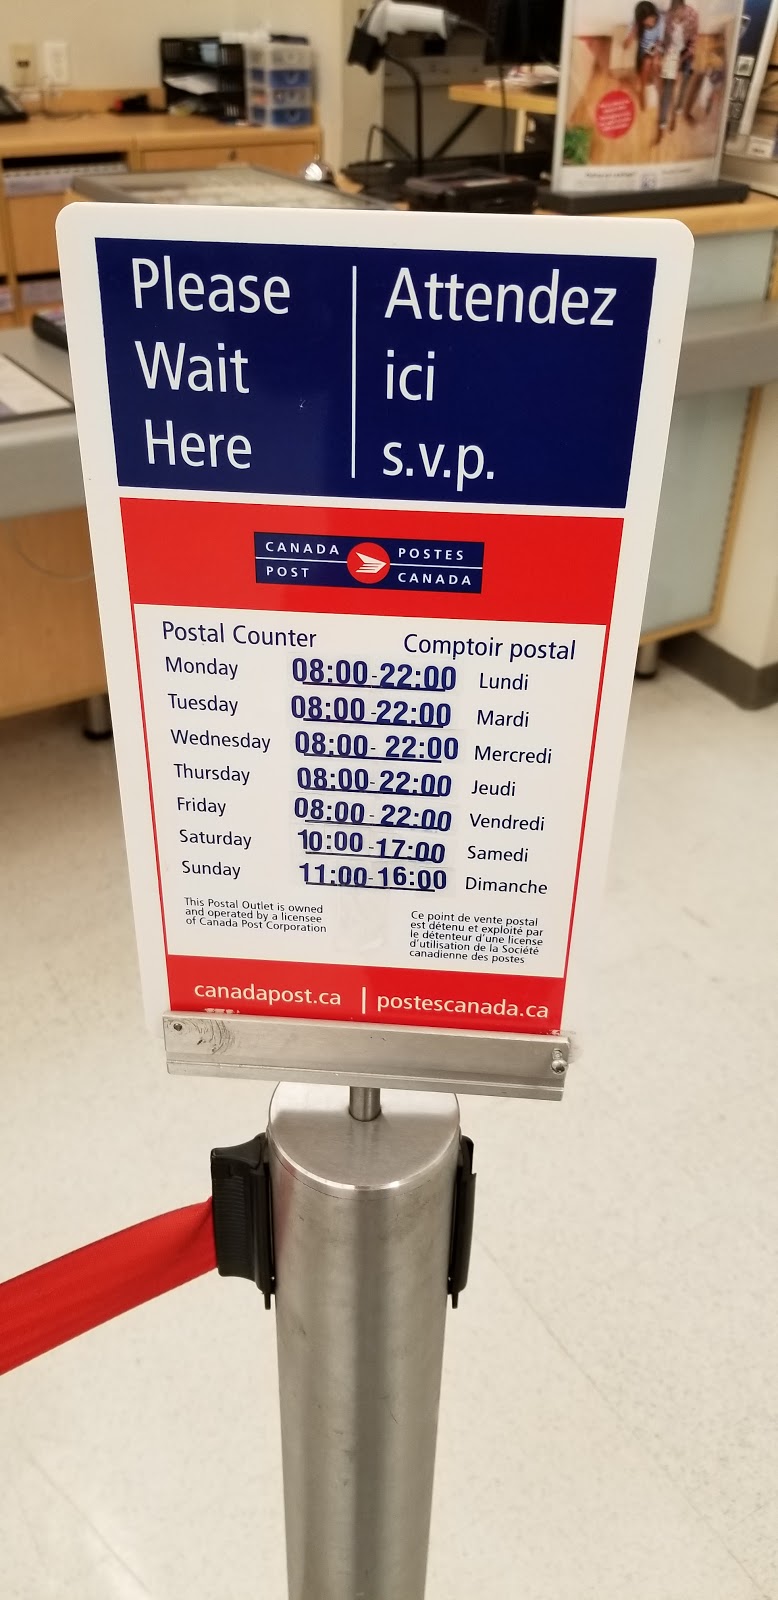 Please
Wait
Here
Attendez
ici
s.v.p.
CANADA
POST
POSTES
CANADA
Postal Counter
Comptoir postal
Monday 08:00-22:00 Lundi
Tuesday 08:00-22:00 Mardi
Wednesday 08:00-22:00 Mercredi
Thursday 08:00-22:00 Jeudi
Friday 08:00-22:00 Vendredi
Saturday 10:00-17:00 Samedi
Sunday 11:00-16:00 Dimanche
This Postal Outlet is owned
and operated by a licensee
of Canada Post Corporation
Ce point de vente postal
est détenu et exploité par
le détenteur d'une license
d'utilisation de la Société
canadienne des postes
canadapost.ca | postescanada.ca